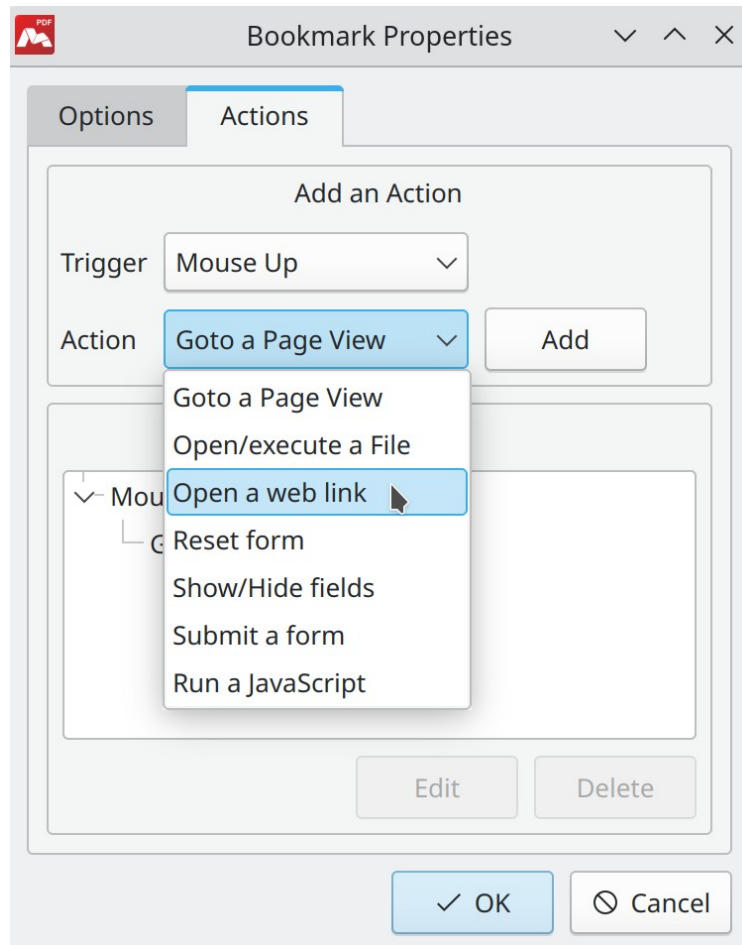 PDF
Bookmark Properties
Options Actions
Add an Action
Trigger Mouse Up
Action Goto a Page View Add
Goto a Page View
Open/execute a File
Mou Open a web link
G Reset form
Show/Hide fields
Submit a form
Run a JavaScript
Edit Delete
OK Cancel